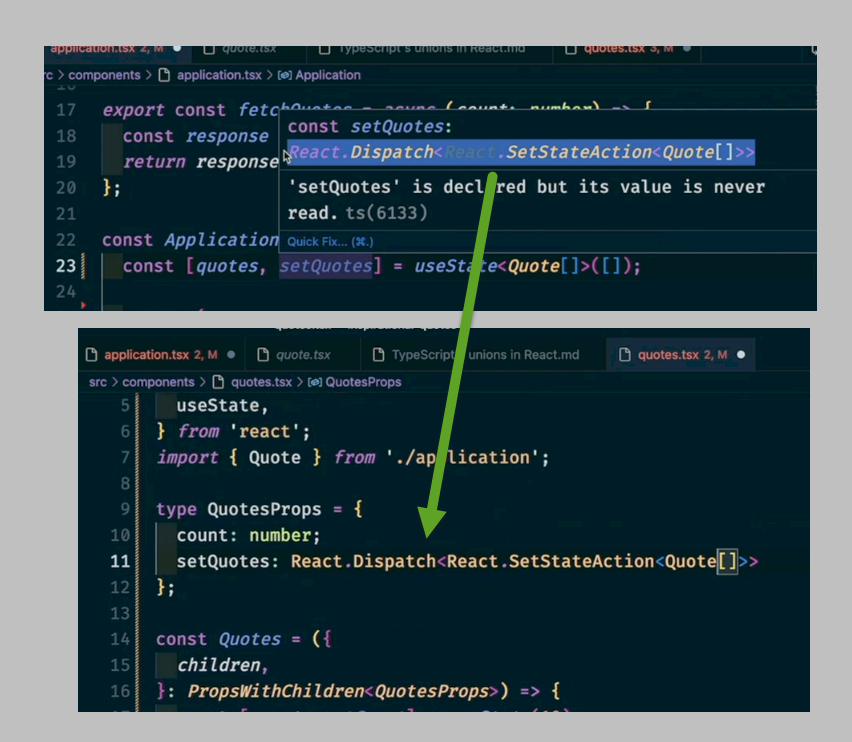 application.tsx 2, M ● quote.tsx TypeScript's unions in React.md quotes.tsx 3, M ●
rc > components > application.tsx > Application
17 export const fetchQuotes = async (count: number) => {
18 const response
19 return response
20 };
21
22 const Application
23 const [quotes, setQuotes] = useState<Quote[]>([]);
24
const setQuotes:
React.Dispatch<React.SetStateAction<Quote[]>>
'setQuotes' is declared but its value is never
read. ts(6133)
Quick Fix... (⌘.)
application.tsx 2, M ● quote.tsx TypeScript's unions in React.md quotes.tsx 2, M ●
src > components > quotes.tsx > QuotesProps
5 useState,
6 } from 'react';
7 import { Quote } from './application';
8
9 type QuotesProps = {
10 count: number;
11 setQuotes: React.Dispatch<React.SetStateAction<Quote[]>>
12 };
13
14 const Quotes = ({
15 children,
16 }: PropsWithChildren<QuotesProps>) => {